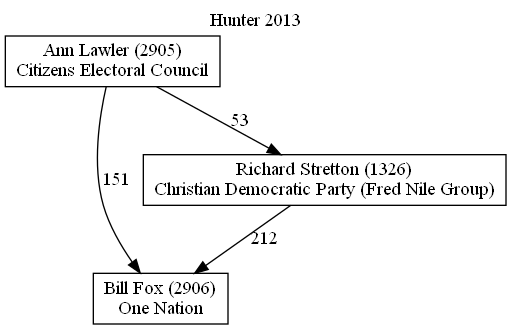 Hunter 2013
Ann Lawler (2905)
Citizens Electoral Council
53
Richard Stretton (1326)
Christian Democratic Party (Fred Nile Group)
151
212
Bill Fox (2906)
One Nation